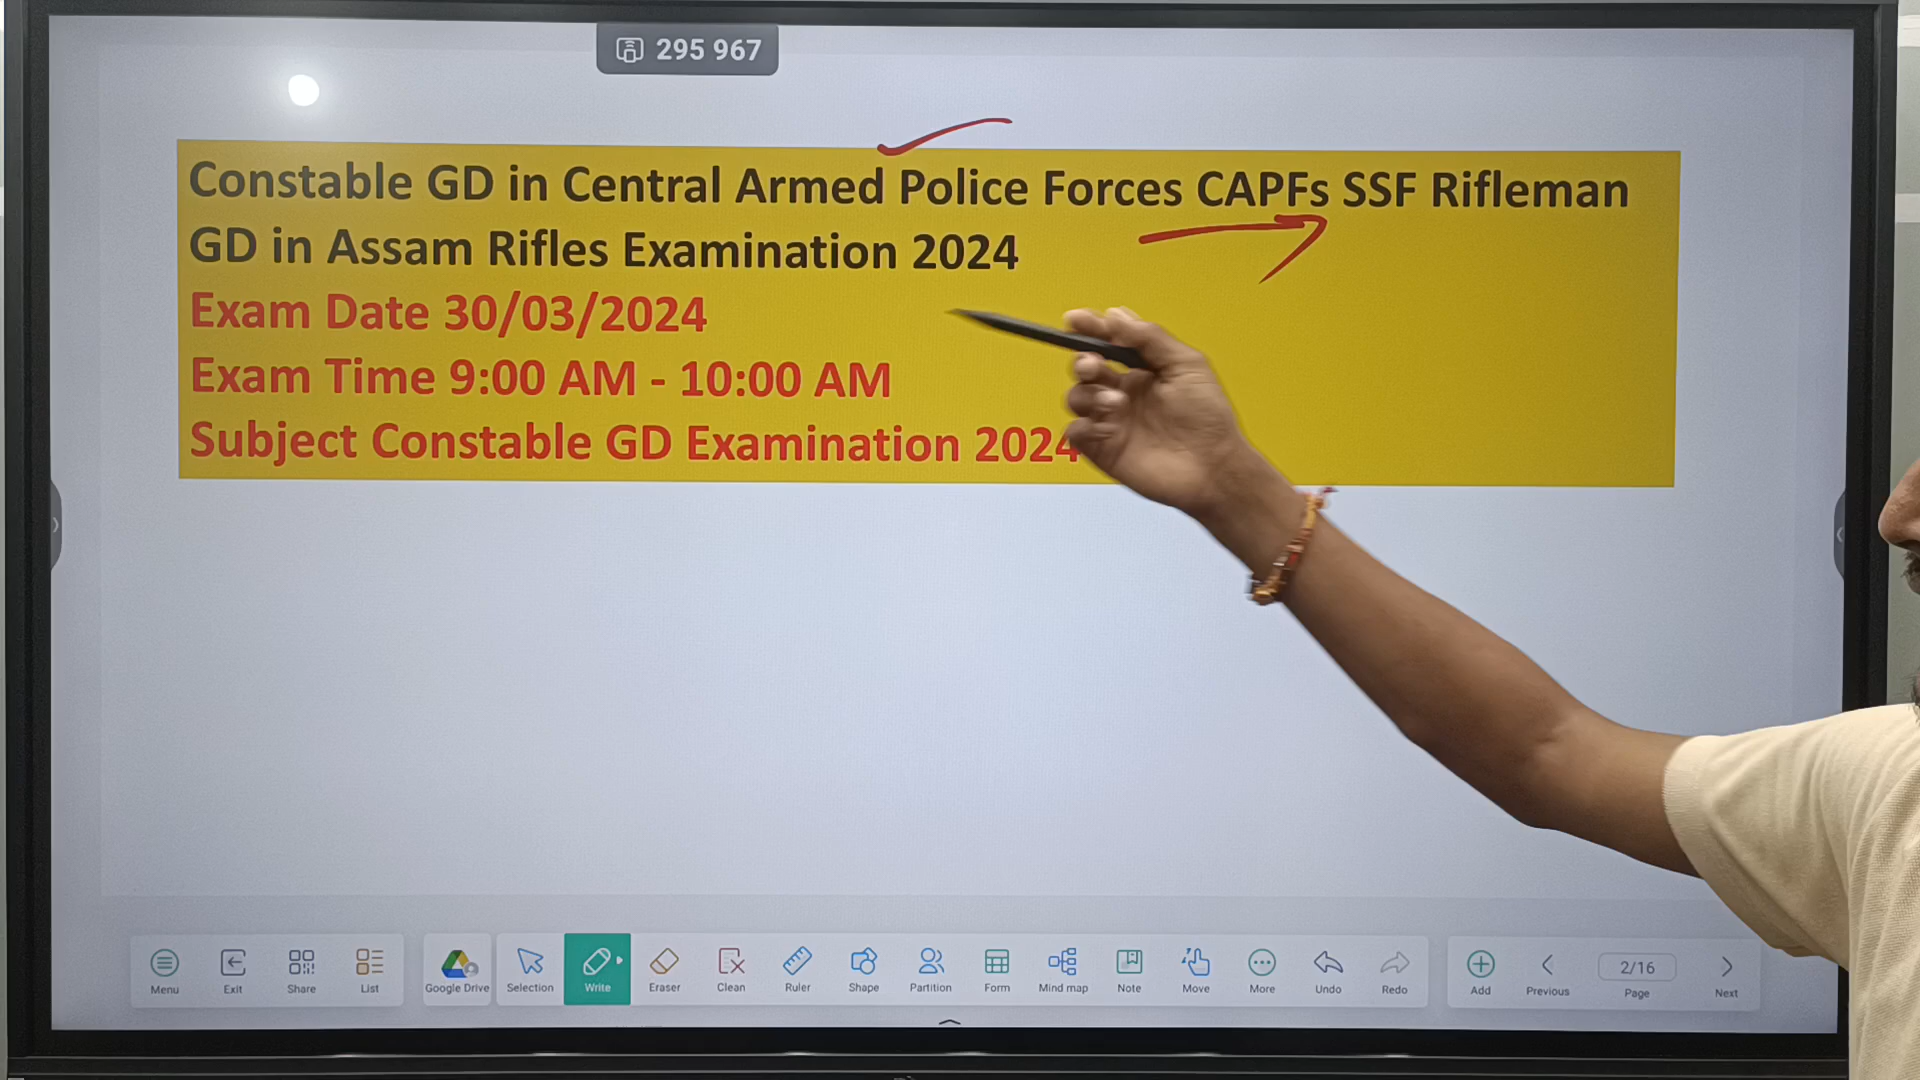 295 967
Constable GD in Central Armed Police Forces CAPFs SSF Rifleman
GD in Assam Rifles Examination 2024
Exam Date 30/03/2024
Exam Time 9:00 AM - 10:00 AM
Subject Constable GD Examination 2024
Menu
Exit
Share
List
Google Drive
Selection
Write
Eraser
Clean
Ruler
Shape
Partition
Form
Mind map
Note
Move
More
Undo
Redo
Add
Previous
2/16
Page
Next